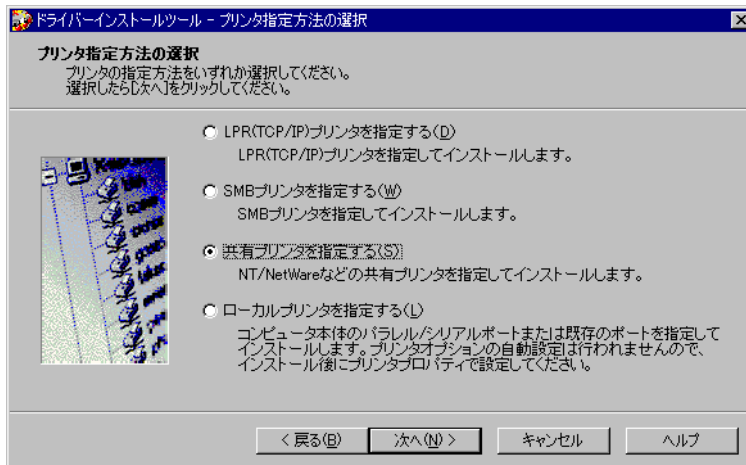 ドライバーインストールツール - プリンタ指定方法の選択
プリンタ指定方法の選択
プリンタの指定方法をいずれか選択してください。
選択したら[次へ]をクリックしてください。
LPR(TCP/IP)プリンタを指定する(D)
LPR(TCP/IP)プリンタを指定してインストールします。
SMBプリンタを指定する(W)
SMBプリンタを指定してインストールします。
共有プリンタを指定する(S)
NT/NetWareなどの共有プリンタを指定してインストールします。
ローカルプリンタを指定する(L)
コンピュータ本体のパラレル/シリアルポートまたは既存のポートを指定して
インストールします。プリンタオプションの自動設定は行われませんので、
インストール後にプリンタプロパティで設定してください。
< 戻る(B)
次へ(N) >
キャンセル
ヘルプ